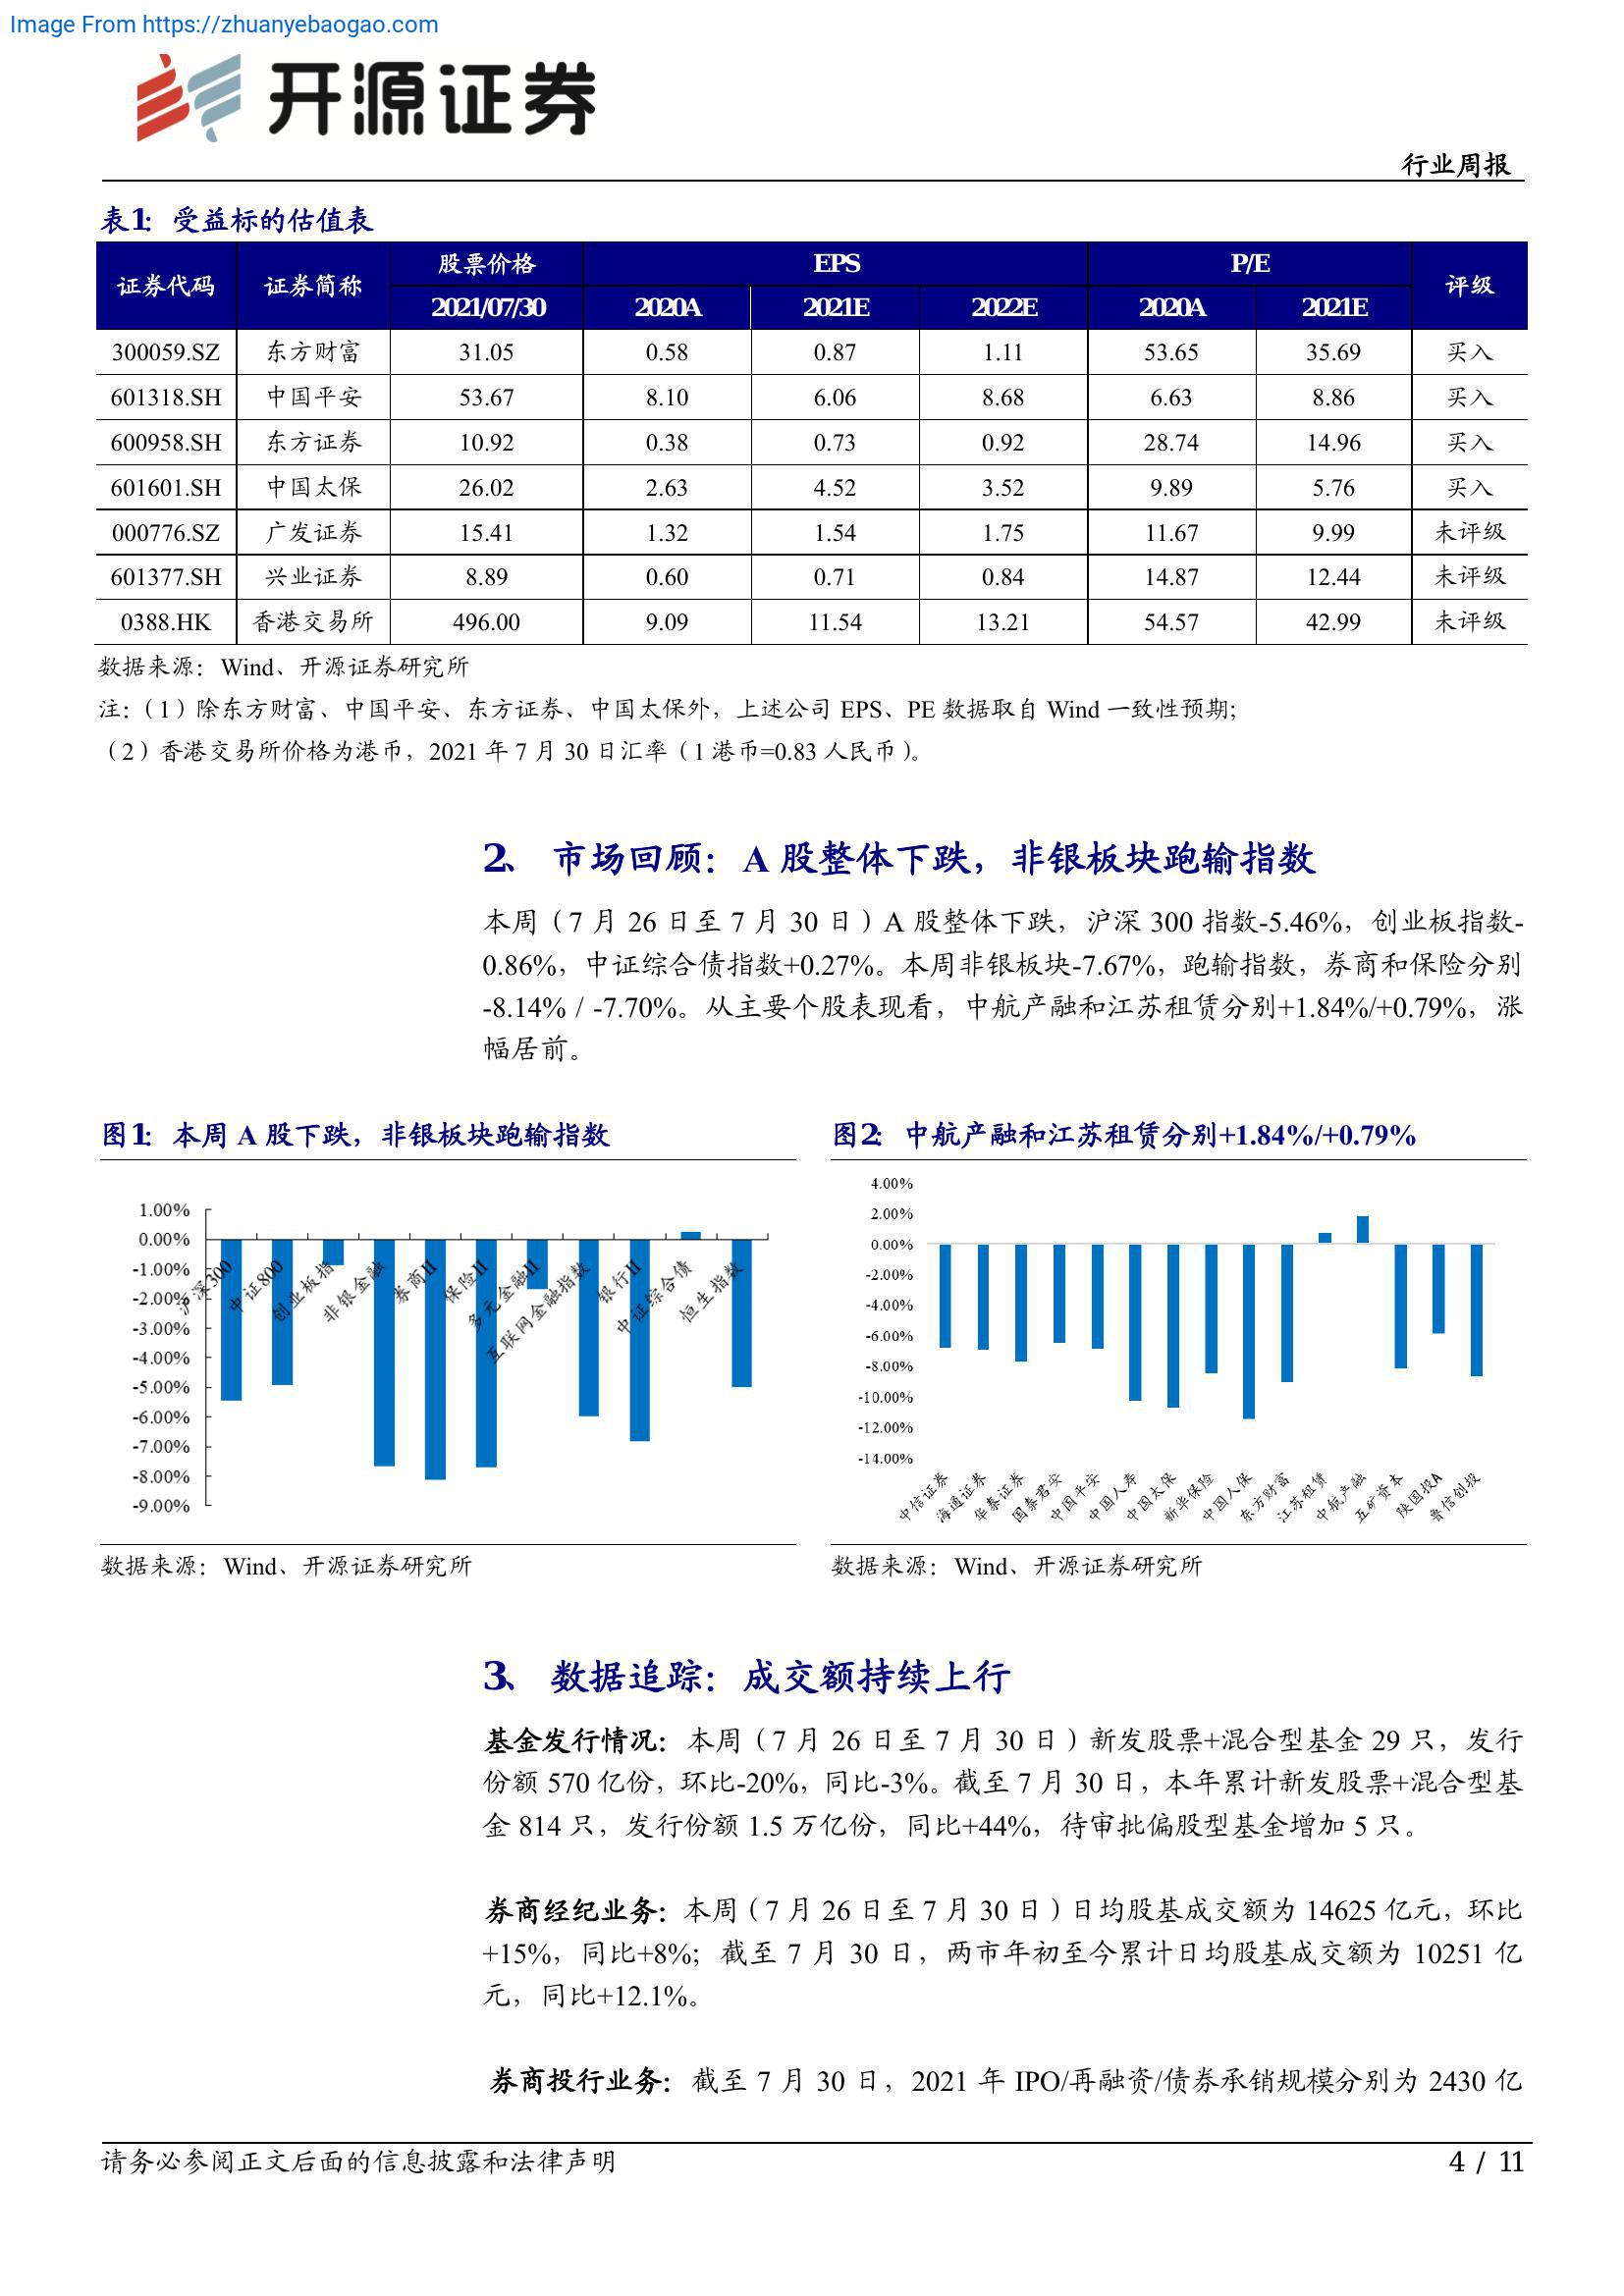 Image From https://zhuanyebaogao.com
开源证券
行业周报
表1：受益标的估值表
证券代码 证券简称 股票价格 EPS P/E 评级
2021/07/30 2020A 2021E 2022E 2020A 2021E
300059.SZ 东方财富 31.05 0.58 0.87 1.11 53.65 35.69 买入
601318.SH 中国平安 53.67 8.10 6.06 8.68 6.63 8.86 买入
600958.SH 东方证券 10.92 0.38 0.73 0.92 28.74 14.96 买入
601601.SH 中国太保 26.02 2.63 4.52 3.52 9.89 5.76 买入
000776.SZ 广发证券 15.41 1.32 1.54 1.75 11.67 9.99 未评级
601377.SH 兴业证券 8.89 0.60 0.71 0.84 14.87 12.44 未评级
0388.HK 香港交易所 496.00 9.09 11.54 13.21 54.57 42.99 未评级
数据来源：Wind、开源证券研究所
注：（1）除东方财富、中国平安、东方证券、中国太保外，上述公司 EPS、PE 数据取自 Wind 一致性预期；
（2）香港交易所价格为港币，2021 年 7 月 30 日汇率（1 港币=0.83 人民币）。
2、 市场回顾：A 股整体下跌，非银板块跑输指数
本周（7 月 26 日至 7 月 30 日）A 股整体下跌，沪深 300 指数-5.46%，创业板指数-
0.86%，中证综合债指数+0.27%。本周非银板块-7.67%，跑输指数，券商和保险分别
-8.14% / -7.70%。从主要个股表现看，中航产融和江苏租赁分别+1.84%/+0.79%，涨
幅居前。
图1：本周 A 股下跌，非银板块跑输指数
1.00%
0.00%
-1.00%
-2.00%
-3.00%
-4.00%
-5.00%
-6.00%
-7.00%
-8.00%
-9.00%
沪深300 中证800 创业板指 非银金融 券商II 保险II 多元金融II 互联网金融指数 银行II 中证综合债 恒生指数
数据来源：Wind、开源证券研究所
图2：中航产融和江苏租赁分别+1.84%/+0.79%
4.00%
2.00%
0.00%
-2.00%
-4.00%
-6.00%
-8.00%
-10.00%
-12.00%
-14.00%
中信证券 海通证券 华泰证券 国泰君安 中国平安 中国人寿 中国太保 新华保险 中国人保 东方财富 江苏租赁 中航产融 五矿资本 陕国投A 鲁信创投
数据来源：Wind、开源证券研究所
3、 数据追踪：成交额持续上行
基金发行情况：本周（7 月 26 日至 7 月 30 日）新发股票+混合型基金 29 只，发行
份额 570 亿份，环比-20%，同比-3%。截至 7 月 30 日，本年累计新发股票+混合型基
金 814 只，发行份额 1.5 万亿份，同比+44%，待审批偏股型基金增加 5 只。
券商经纪业务：本周（7 月 26 日至 7 月 30 日）日均股基成交额为 14625 亿元，环比
+15%，同比+8%；截至 7 月 30 日，两市年初至今累计日均股基成交额为 10251 亿
元，同比+12.1%。
券商投行业务：截至 7 月 30 日，2021 年 IPO/再融资/债券承销规模分别为 2430 亿
请务必参阅正文后面的信息披露和法律声明
4 / 11